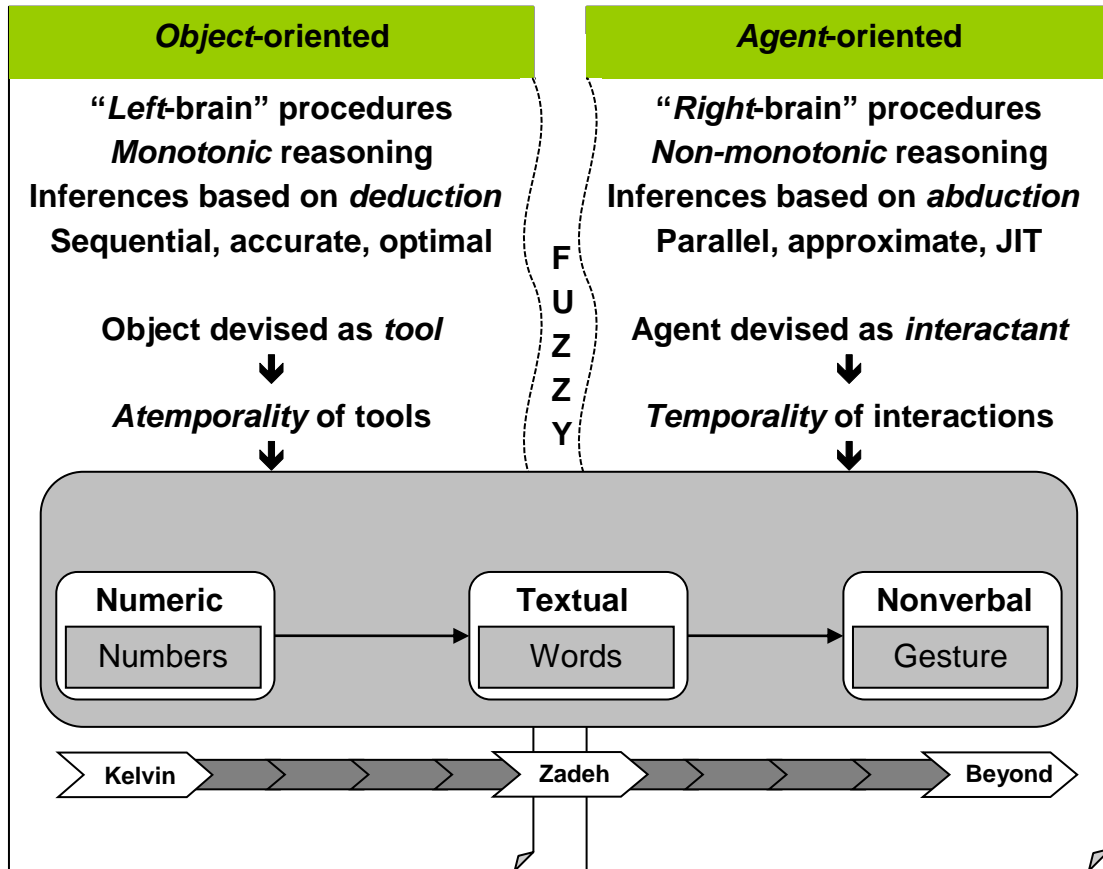 Object-oriented
“Left-brain” procedures
Monotonic reasoning
Inferences based on deduction
Sequential, accurate, optimal
Object devised as tool
Atemporality of tools
FUZZY
Agent-oriented
“Right-brain” procedures
Non-monotonic reasoning
Inferences based on abduction
Parallel, approximate, JIT
Agent devised as interactant
Temporality of interactions
Numeric
Numbers
Textual
Words
Nonverbal
Gesture
Kelvin
Zadeh
Beyond